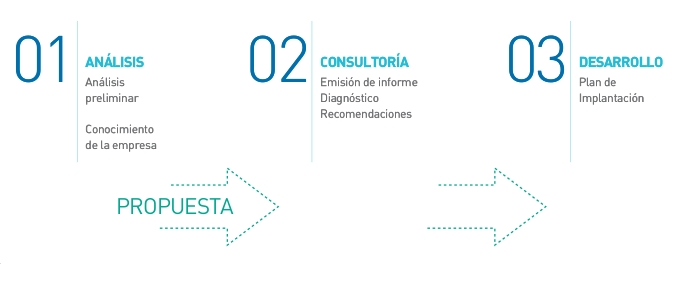 01
ANÁLISIS
Análisis
preliminar
Conocimiento
de la empresa
02
CONSULTORÍA
Emisión de informe
Diagnóstico
Recomendaciones
03
DESARROLLO
Plan de
Implantación
PROPUESTA